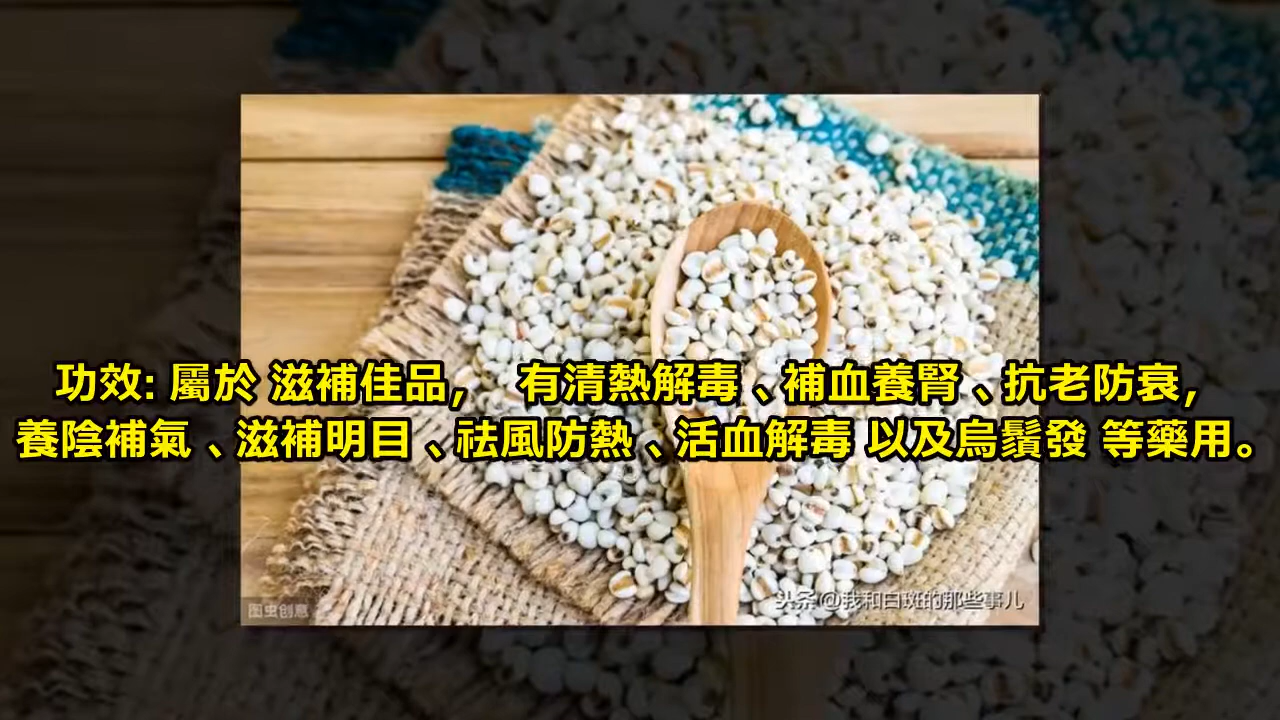 功效: 屬於 滋補佳品， 有清熱解毒、補血養腎、抗老防衰，
養陰補氣、滋補明目、祛風防熱、活血解毒 以及烏鬚發 等藥用。
图虫创意
头条 @我和白斑的那些事儿